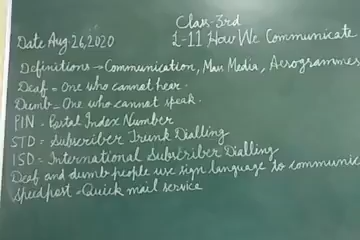 Class-3rd
Date Aug. 26, 2020 L-11 How We Communicate
Definitions → Communication, Mass Media, Aerogrammes
Deaf = One who cannot hear.
Dumb - One who cannot speak.
PIN - Postal Index Number
STD = Subscriber Trunk Dialling
ISD = International Subscriber Dialling
Deaf and dumb people use sign language to communic
Speedpost = Quick mail service